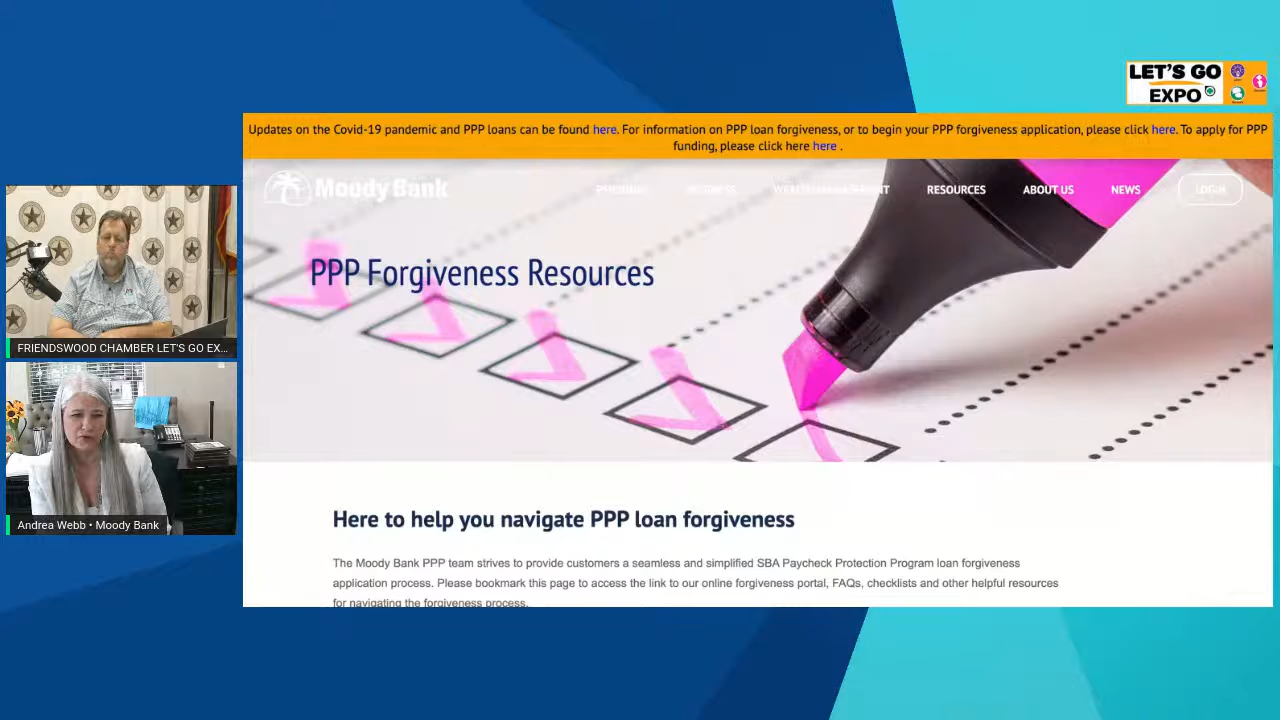 LET'S GO
EXPO
Updates on the Covid-19 pandemic and PPP loans can be found here. For information on PPP loan forgiveness, or to begin your PPP forgiveness application, please click here. To apply for PPP
funding, please click here here .
Moody Bank
PERSONAL BUSINESS WEALTH MANAGEMENT RESOURCES ABOUT US NEWS LOGIN
PPP Forgiveness Resources
FRIENDSWOOD CHAMBER LET'S GO EX...
Andrea Webb • Moody Bank
Here to help you navigate PPP loan forgiveness
The Moody Bank PPP team strives to provide customers a seamless and simplified SBA Paycheck Protection Program loan forgiveness
application process. Please bookmark this page to access the link to our online forgiveness portal, FAQs, checklists and other helpful resources
for navigating the forgiveness process.